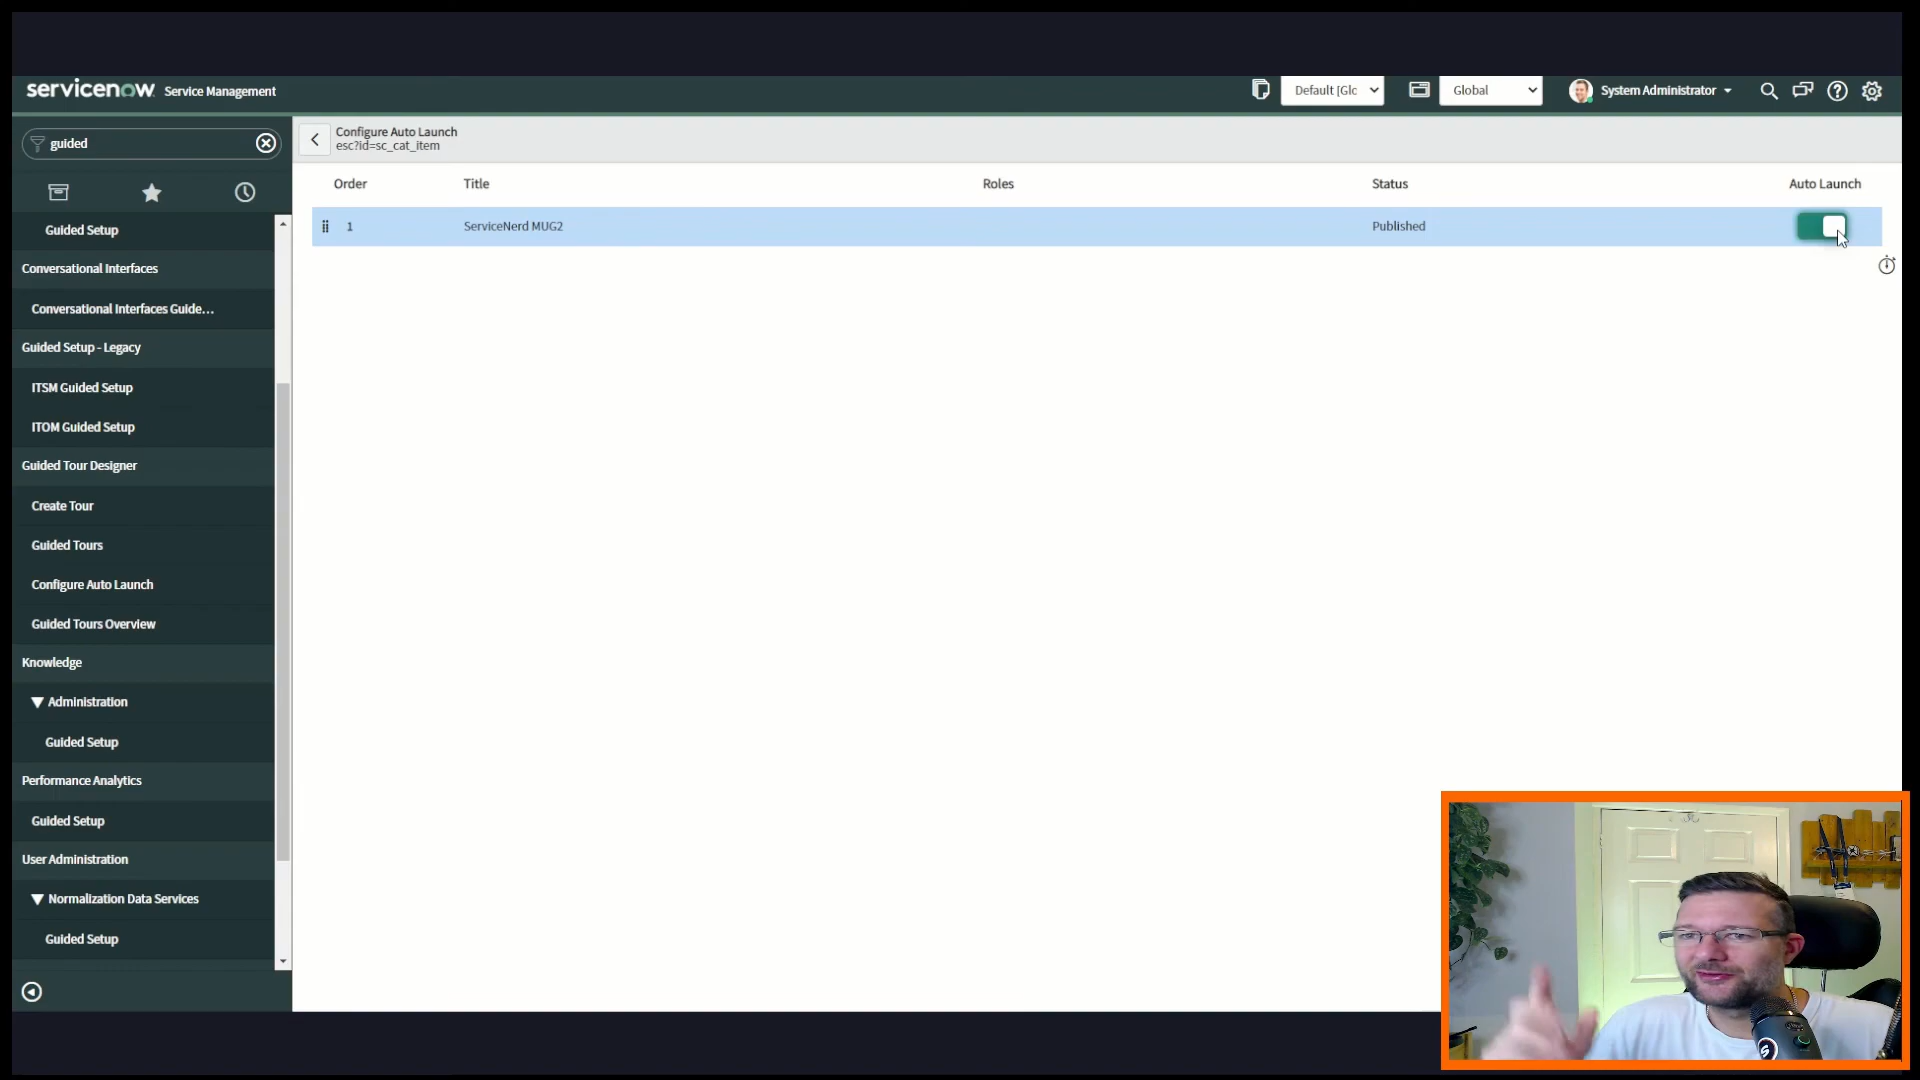 servicenow Service Management
Default [Glc
Global
System Administrator
guided
Configure Auto Launch
esc?id=sc_cat_item
Order Title Roles Status Auto Launch
1 ServiceNerd MUG2 Published
Guided Setup
Conversational Interfaces
Conversational Interfaces Guide...
Guided Setup - Legacy
ITSM Guided Setup
ITOM Guided Setup
Guided Tour Designer
Create Tour
Guided Tours
Configure Auto Launch
Guided Tours Overview
Knowledge
Administration
Guided Setup
Performance Analytics
Guided Setup
User Administration
Normalization Data Services
Guided Setup